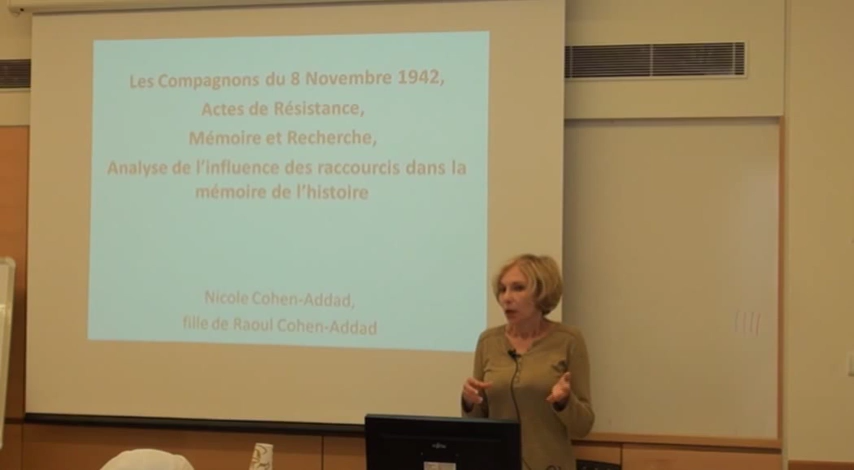 Les Compagnons du 8 Novembre 1942,
Actes de Résistance,
Mémoire et Recherche,
Analyse de l'influence des raccourcis dans la
mémoire de l'histoire
Nicole Cohen-Addad,
fille de Raoul Cohen-Addad
FUJITSU